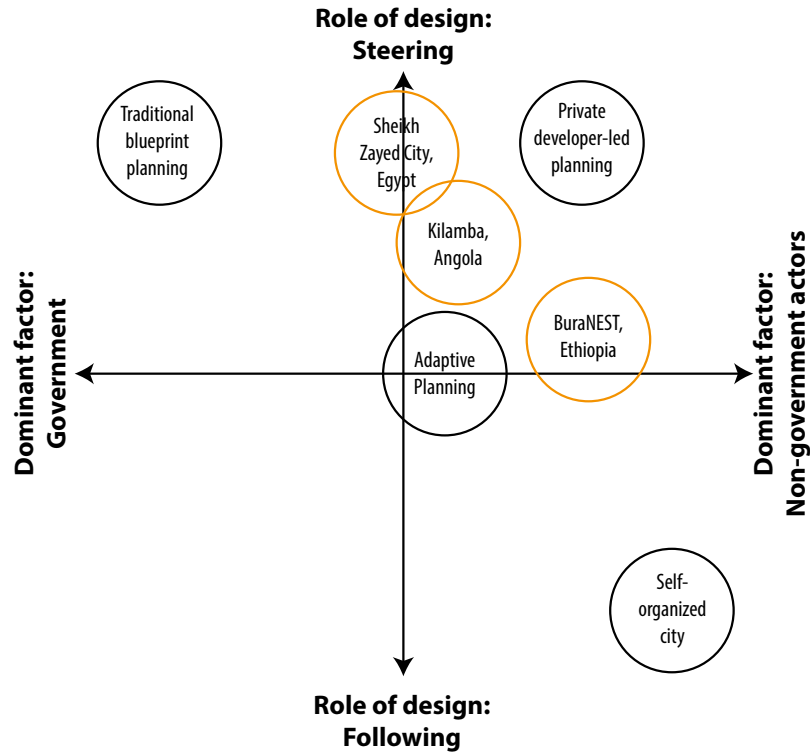 Role of design:
Steering
Traditional
blueprint
planning
Sheikh
Zayed City,
Egypt
Private
developer-led
planning
Kilamba,
Angola
BuraNEST,
Ethiopia
Adaptive
Planning
Dominant factor:
Government
Dominant factor:
Non-government actors
Self-
organized
city
Role of design:
Following